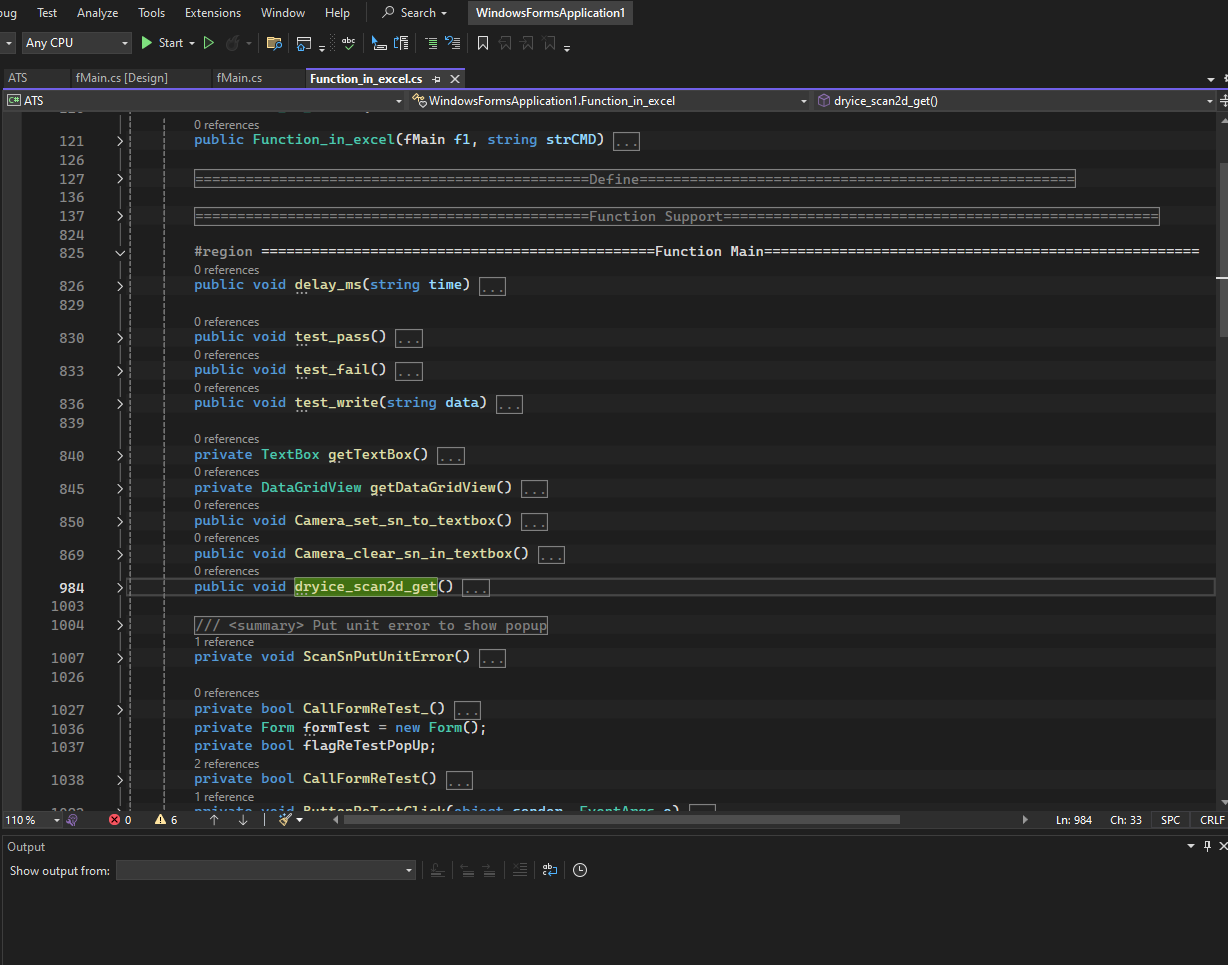 ug Test Analyze Tools Extensions Window Help Search WindowsFormsApplication1
Any CPU Start
ATS fMain.cs [Design] fMain.cs Function_in_excel.cs
C# ATS WindowsFormsApplication1.Function_in_excel dryice_scan2d_get()
0 references
121 public Function_in_excel(fMain f1, string strCMD) ...
126
127 ===============================================Define====================================================
136
137 ===============================================Function Support====================================================
824
825 #region ===============================================Function Main====================================================
0 references
826 public void delay_ms(string time) ...
829
0 references
830 public void test_pass() ...
0 references
833 public void test_fail() ...
0 references
836 public void test_write(string data) ...
839
0 references
840 private TextBox getTextBox() ...
0 references
845 private DataGridView getDataGridView() ...
0 references
850 public void Camera_set_sn_to_textbox() ...
0 references
869 public void Camera_clear_sn_in_textbox() ...
0 references
984 public void dryice_scan2d_get() ...
1003
1004 /// <summary> Put unit error to show popup
1 reference
1007 private void ScanSnPutUnitError() ...
1026
0 references
1027 private bool CallFormReTest_() ...
1036 private Form formTest = new Form();
1037 private bool flagReTestPopUp;
2 references
1038 private bool CallFormReTest() ...
1 reference
private void ButtonReTestClick(object sender, EventArgs e)
110 % 0 6 Ln: 984 Ch: 33 SPC CRLF
Output
Show output from: